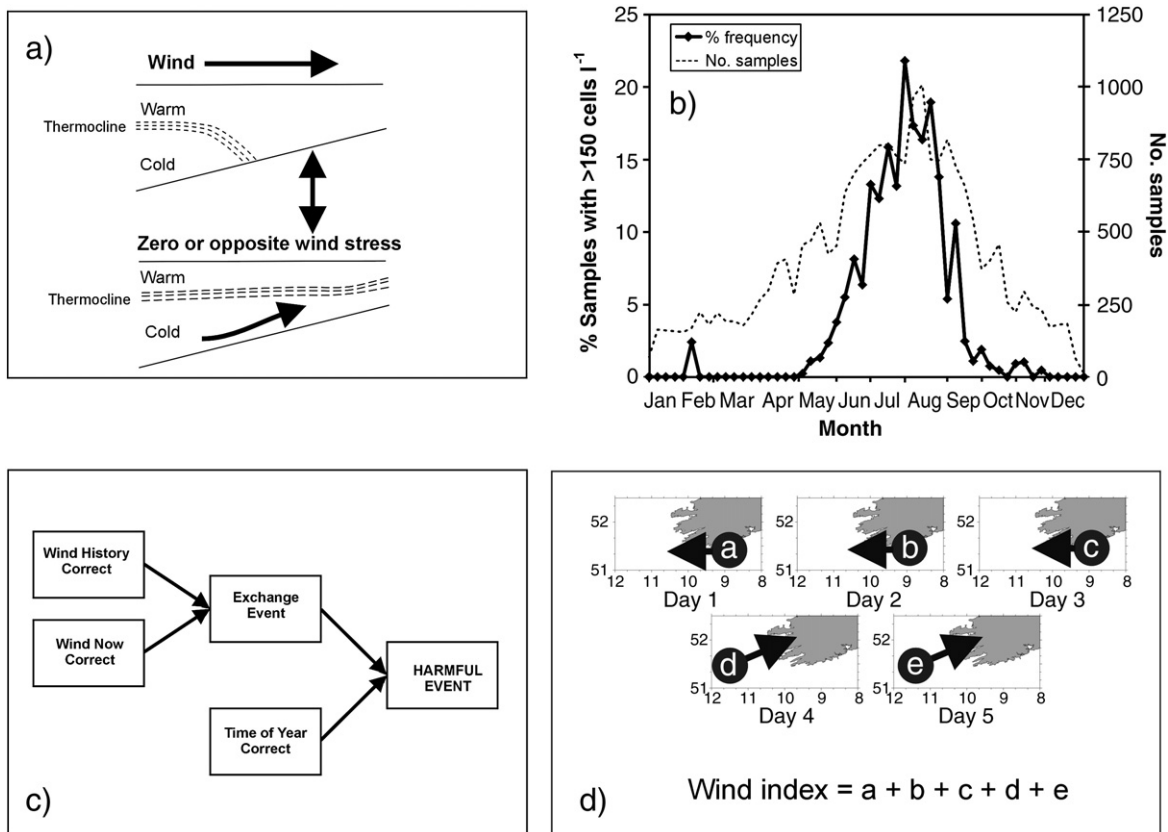 a)
Wind
Warm
Thermocline
Cold
Zero or opposite wind stress
Warm
Thermocline
Cold
b)
% frequency
No. samples
% Samples with >150 cells l⁻¹
25
20
15
10
5
0
1250
1000
750
500
250
0
No. samples
Jan Feb Mar Apr May Jun Jul Aug Sep Oct Nov Dec
Month
c)
Wind History
Correct
Wind Now
Correct
Exchange
Event
Time of Year
Correct
HARMFUL
EVENT
d)
52
51
12 11 10 9 8
a
Day 1
52
51
12 11 10 9 8
b
Day 2
52
51
12 11 10 9 8
c
Day 3
52
51
12 11 10 9 8
d
Day 4
52
51
12 11 10 9 8
e
Day 5
Wind index = a + b + c + d + e